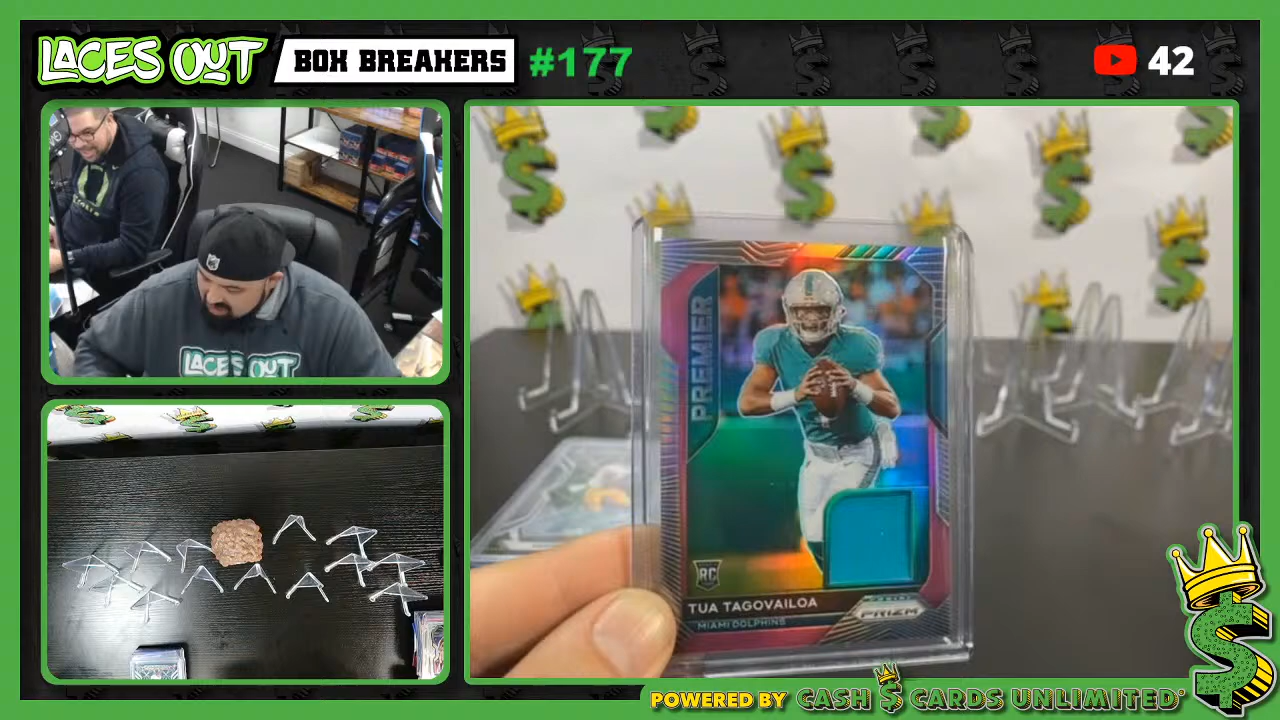 LACES OUT
BOX BREAKERS
#177
42
LACES OUT
PREMIER
RC
TUA TAGOVAILOA
MIAMI DOLPHINS
PRIZM
POWERED BY CASH $ CARDS UNLIMITED